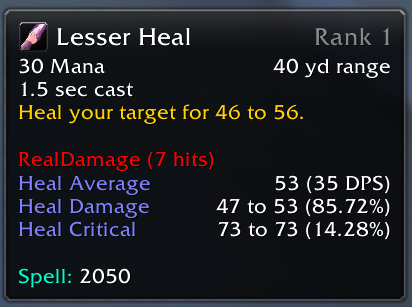 Lesser Heal Rank 1
30 Mana 40 yd range
1.5 sec cast
Heal your target for 46 to 56.
RealDamage (7 hits)
Heal Average 53 (35 DPS)
Heal Damage 47 to 53 (85.72%)
Heal Critical 73 to 73 (14.28%)
Spell: 2050